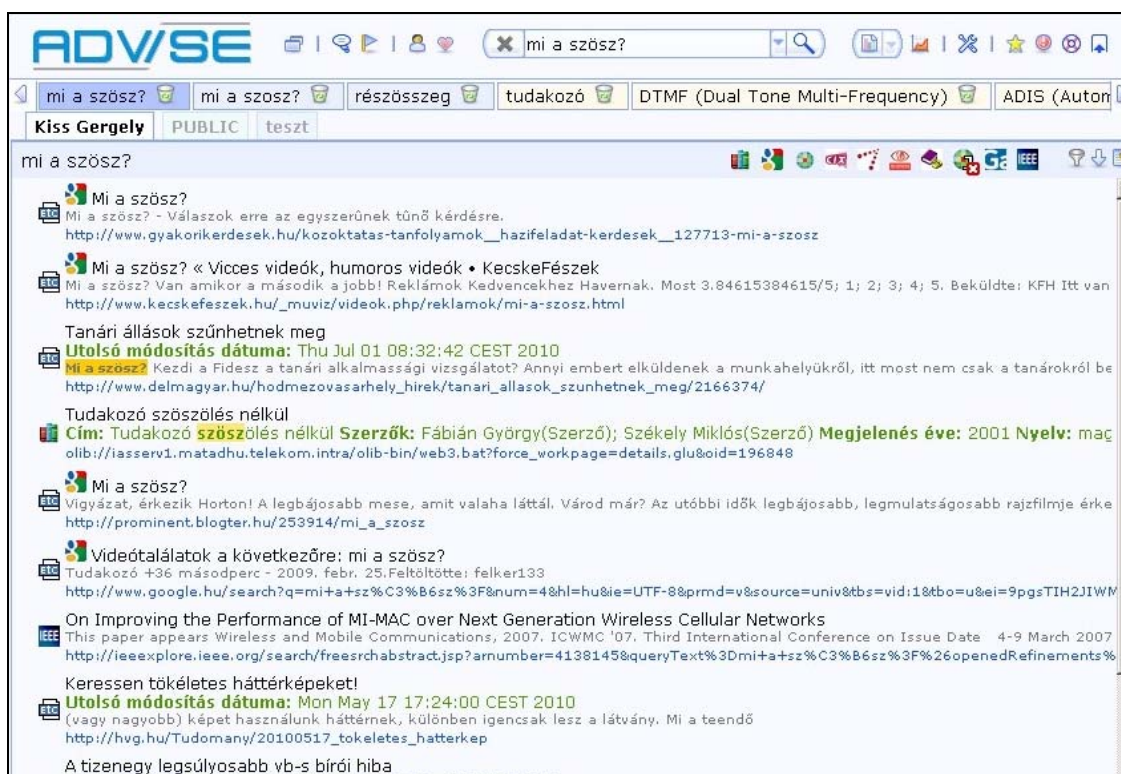 ADVISE mi a szösz?
mi a szösz? mi a szosz? részösszeg tudakozó DTMF (Dual Tone Multi-Frequency) ADIS (Autom
Kiss Gergely PUBLIC teszt
mi a szösz? IEEE
Mi a szösz?
ETC Mi a szösz? - Válaszok erre az egyszerûnek tûnõ kérdésre.
http://www.gyakorikerdesek.hu/kozoktatas-tanfolyamok__hazifeladat-kerdesek__127713-mi-a-szosz
Mi a szösz? « Vicces videók, humoros videók • KecskeFészek
ETC Mi a szösz? Van amikor a második a jobb! Reklámok Kedvencekhez Havernak. Most 3.84615384615/5; 1; 2; 3; 4; 5. Beküldte: KFH Itt van
http://www.kecskefeszek.hu/_muviz/videok.php/reklamok/mi-a-szosz.html
Tanári állások szűnhetnek meg
ETC Utolsó módosítás dátuma: Thu Jul 01 08:32:42 CEST 2010
Mi a szösz? Kezdi a Fidesz a tanári alkalmassági vizsgálatot? Annyi embert elküldenek a munkahelyükről, itt most nem csak a tanárokról be
http://www.delmagyar.hu/hodmezovasarhely_hirek/tanari_allasok_szunhetnek_meg/2166374/
Tudakozó szöszölés nélkül
Cím: Tudakozó szöszölés nélkül Szerzők: Fábián György(Szerző); Székely Miklós(Szerző) Megjelenés éve: 2001 Nyelv: mag
olib://iasserv1.matadhu.telekom.intra/olib-bin/web3.bat?force_workpage=details.glu&oid=196848
Mi a szösz?
ETC Vigyázat, érkezik Horton! A legbájosabb mese, amit valaha láttál. Várod már? Az utóbbi idők legbájosabb, legmulatságosabb rajzfilmje érke
http://prominent.blogter.hu/253914/mi_a_szosz
Videótalálatok a következőre: mi a szösz?
ETC Tudakozó +36 másodperc - 2009. febr. 25.Feltöltötte: felker133
http://www.google.hu/search?q=mi+a+sz%C3%B6sz%3F&num=4&hl=hu&ie=UTF-8&prmd=v&source=univ&tbs=vid:1&tbo=u&ei=9pgsTIH2JIWM
On Improving the Performance of MI-MAC over Next Generation Wireless Cellular Networks
IEEE This paper appears Wireless and Mobile Communications, 2007. ICWMC '07. Third International Conference on Issue Date 4-9 March 2007
http://ieeexplore.ieee.org/search/freesrchabstract.jsp?arnumber=4138145&queryText%3Dmi+a+sz%C3%B6sz%3F%26openedRefinements%
Keressen tökéletes háttérképeket!
ETC Utolsó módosítás dátuma: Mon May 17 17:24:00 CEST 2010
(vagy nagyobb) képet használunk háttérnek, különben igencsak lesz a látvány. Mi a teendő
http://hvg.hu/Tudomany/20100517_tokeletes_hatterkep
A tizenegy legsúlyosabb vb-s bírói hiba